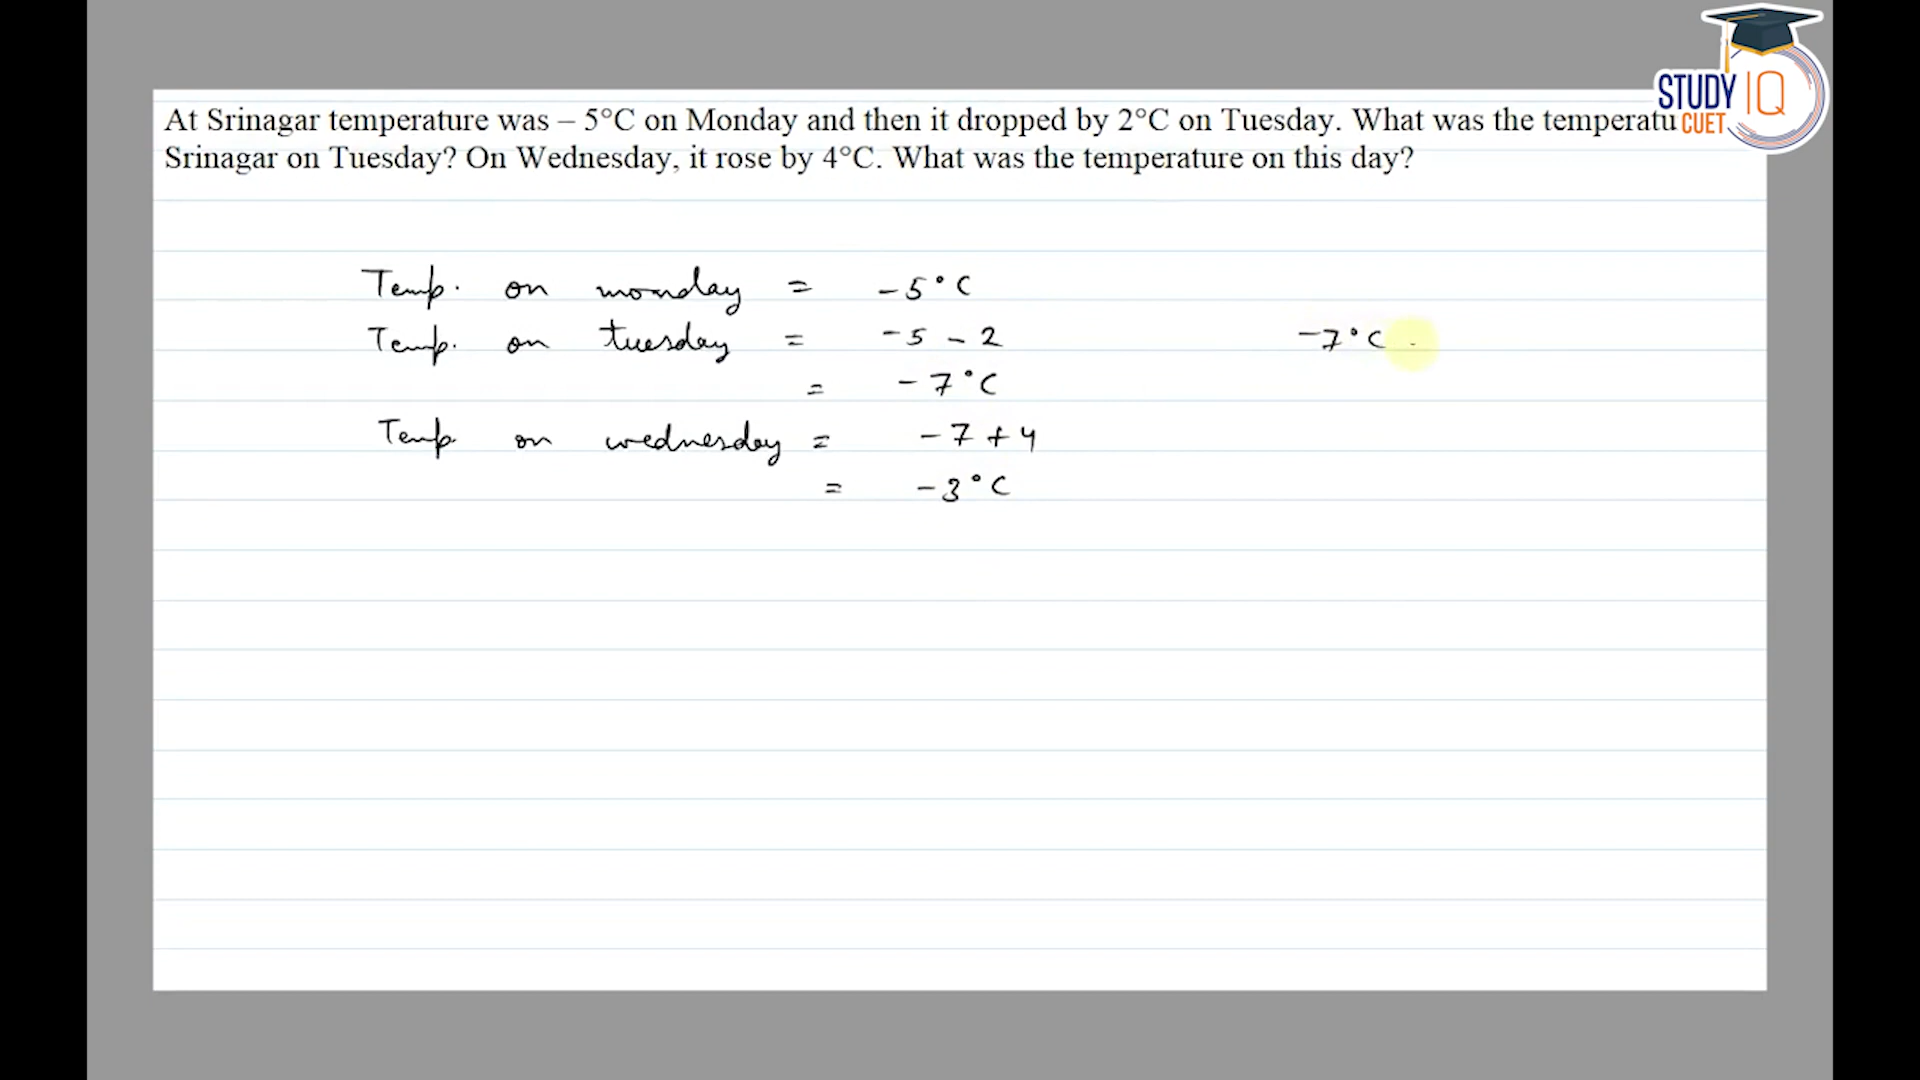 STUDY IQ
CUET
At Srinagar temperature was – 5°C on Monday and then it dropped by 2°C on Tuesday. What was the temperatu
Srinagar on Tuesday? On Wednesday, it rose by 4°C. What was the temperature on this day?
Temp. on monday = -5°C
Temp. on tuesday = -5 - 2 -7°C .
= -7°C
Temp. on wednesday = -7 + 4
= -3°C